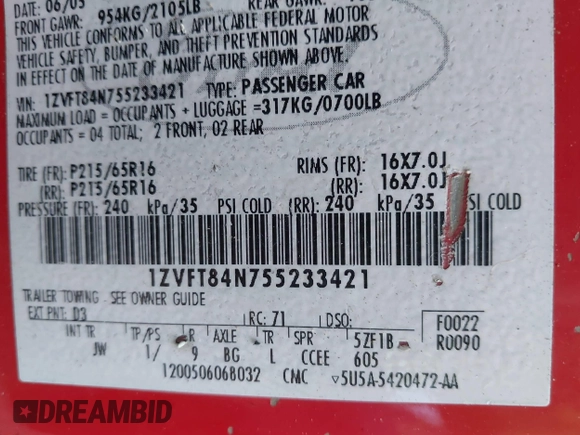 DATE: 06/05
FRONT GAWR: 954KG/2105LB REAR GAWR:
THIS VEHICLE CONFORMS TO ALL APPLICABLE FEDERAL MOTOR
VEHICLE SAFETY, BUMPER, AND THEFT PREVENTION STANDARDS
IN EFFECT ON THE DATE OF MANUFACTURE SHOWN ABOVE.
VIN: 1ZVFT84N755233421 TYPE: PASSENGER CAR
MAXIMUM LOAD = OCCUPANTS + LUGGAGE =317KG/0700LB
OCCUPANTS = 04 TOTAL; 2 FRONT, 02 REAR
TIRE (FR): P215/65R16 RIMS (FR): 16X7.0J
(RR): P215/65R16 (RR): 16X7.0J
PRESSURE (FR): 240 kPa/35 PSI COLD (RR): 240 kPa/35 PSI COLD
1ZVFT84N755233421
TRAILER TOWING - SEE OWNER GUIDE
EXT PNT: D3 RC: 71 DSO: F0022
INT TR TP/PS R AXLE TR SPR 5ZF1B R0090
JW 1/ 9 BG L CCEE 605
1200506068032 CMC ▽5U5A-5420472-AA
DREAMBID